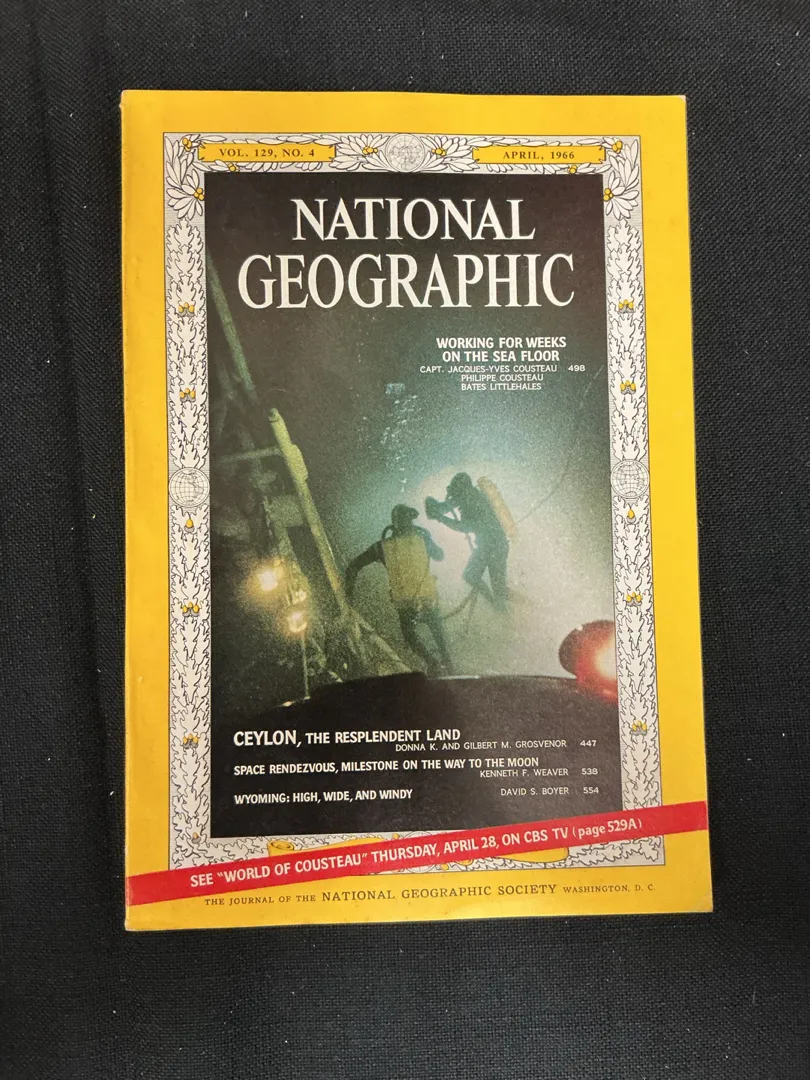 VOL. 129, NO. 4
APRIL, 1966
NATIONAL
GEOGRAPHIC
WORKING FOR WEEKS
ON THE SEA FLOOR
CAPT. JACQUES-YVES COUSTEAU 498
PHILIPPE COUSTEAU
BATES LITTLEHALES
CEYLON, THE RESPLENDENT LAND
DONNA K. AND GILBERT M. GROSVENOR 447
SPACE RENDEZVOUS, MILESTONE ON THE WAY TO THE MOON
KENNETH F. WEAVER 538
WYOMING: HIGH, WIDE, AND WINDY DAVID S. BOYER 554
SEE "WORLD OF COUSTEAU" THURSDAY, APRIL 28, ON CBS TV (page 529A)
THE JOURNAL OF THE NATIONAL GEOGRAPHIC SOCIETY WASHINGTON, D. C.